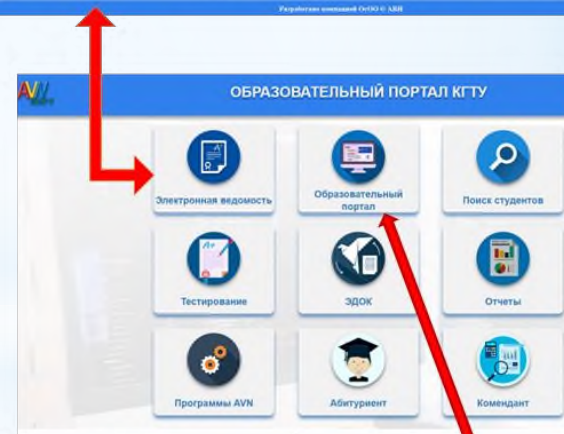 Разработано компанией ОсОО © АВН
AVN
ОБРАЗОВАТЕЛЬНЫЙ ПОРТАЛ КГТУ
Электронная ведомость
Образовательный
портал
Поиск студентов
Тестирование
ЭДОК
Отчеты
Программы AVN
Абитуриент
Комендант